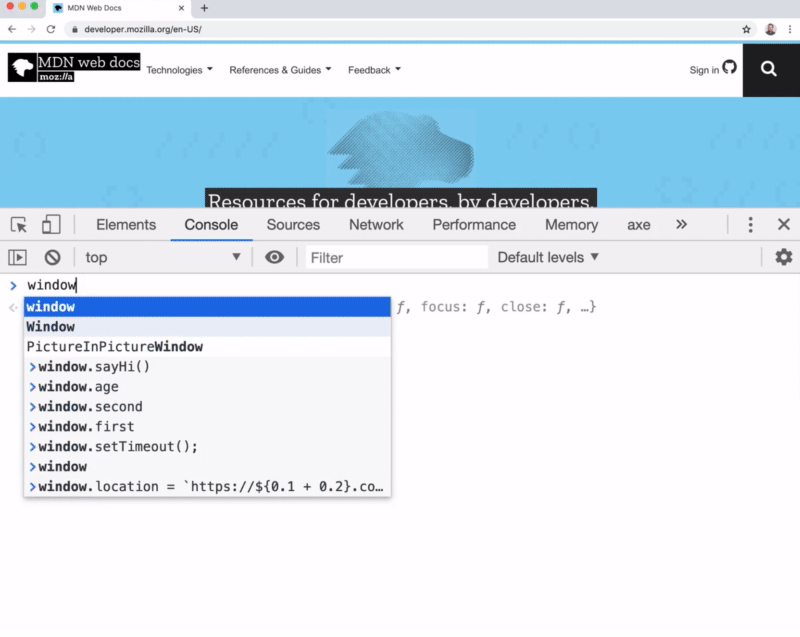 MDN Web Docs
developer.mozilla.org/en-US/
MDN web docs
moz://a
Technologies References & Guides Feedback Sign in
Resources for developers, by developers.
Elements Console Sources Network Performance Memory axe »
top Filter Default levels
> window
window ƒ, focus: ƒ, close: ƒ, …}
Window
PictureInPictureWindow
>window.sayHi()
>window.age
>window.second
>window.first
>window.setTimeout();
>window
>window.location = `https://${0.1 + 0.2}.co…